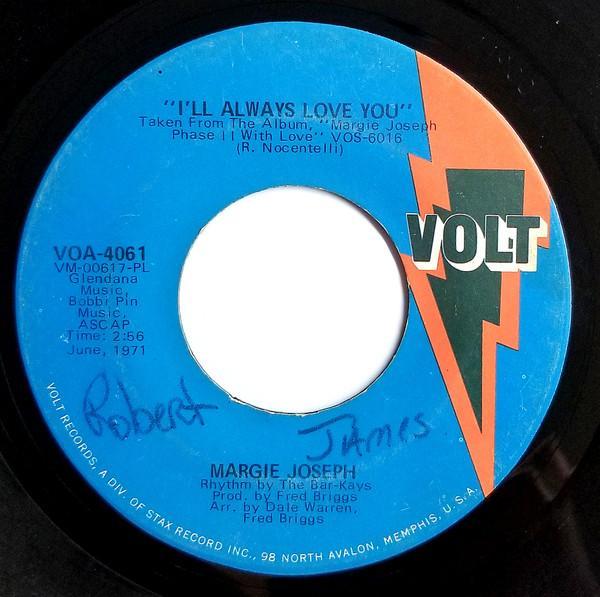 "I'LL ALWAYS LOVE YOU"
Taken From The Album, "Margie Joseph
Phase II With Love" VOS-6016
(R. Nocentelli)
VOLT
VOA-4061
VM-00617-PL
Glendana
Music,
Bobbi Pin
Music,
ASCAP
Time: 2:56
June, 1971
Robert
James
MARGIE JOSEPH
Rhythm by The Bar-Kays
Prod. by Fred Briggs
Arr. by Dale Warren,
Fred Briggs
VOLT RECORDS, A DIV. OF STAX RECORD INC., 98 NORTH AVALON, MEMPHIS, U.S.A.